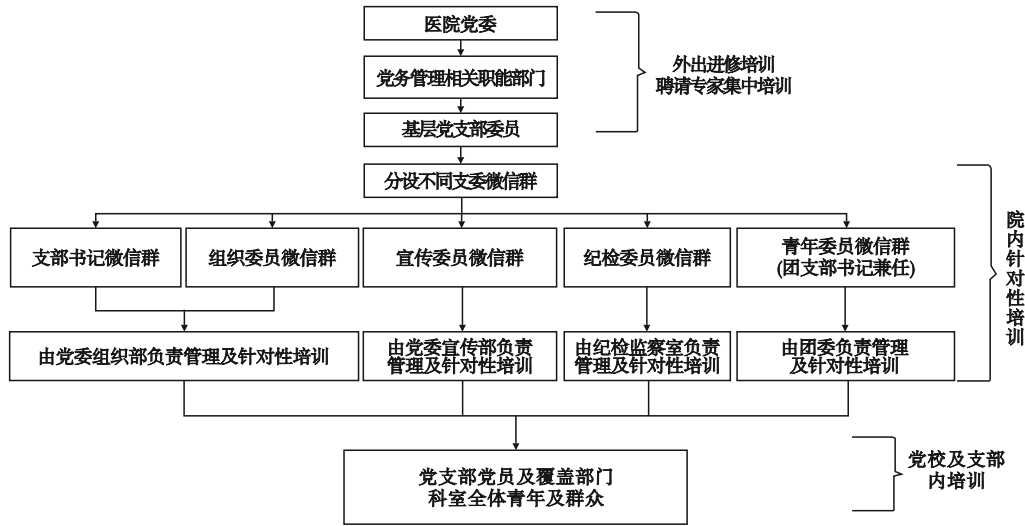 医院党委
党务管理相关职能部门
基层党支部委员
外出进修培训
聘请专家集中培训
分设不同支委微信群
支部书记微信群
组织委员微信群
宣传委员微信群
纪检委员微信群
青年委员微信群
(团支部书记兼任)
由党委组织部负责管理及针对性培训
由党委宣传部负责
管理及针对性培训
由纪检监察室负责
管理及针对性培训
由团委负责管理
及针对性培训
院内针对性培训
党支部党员及覆盖部门
科室全体青年及群众
党校及支部
内培训